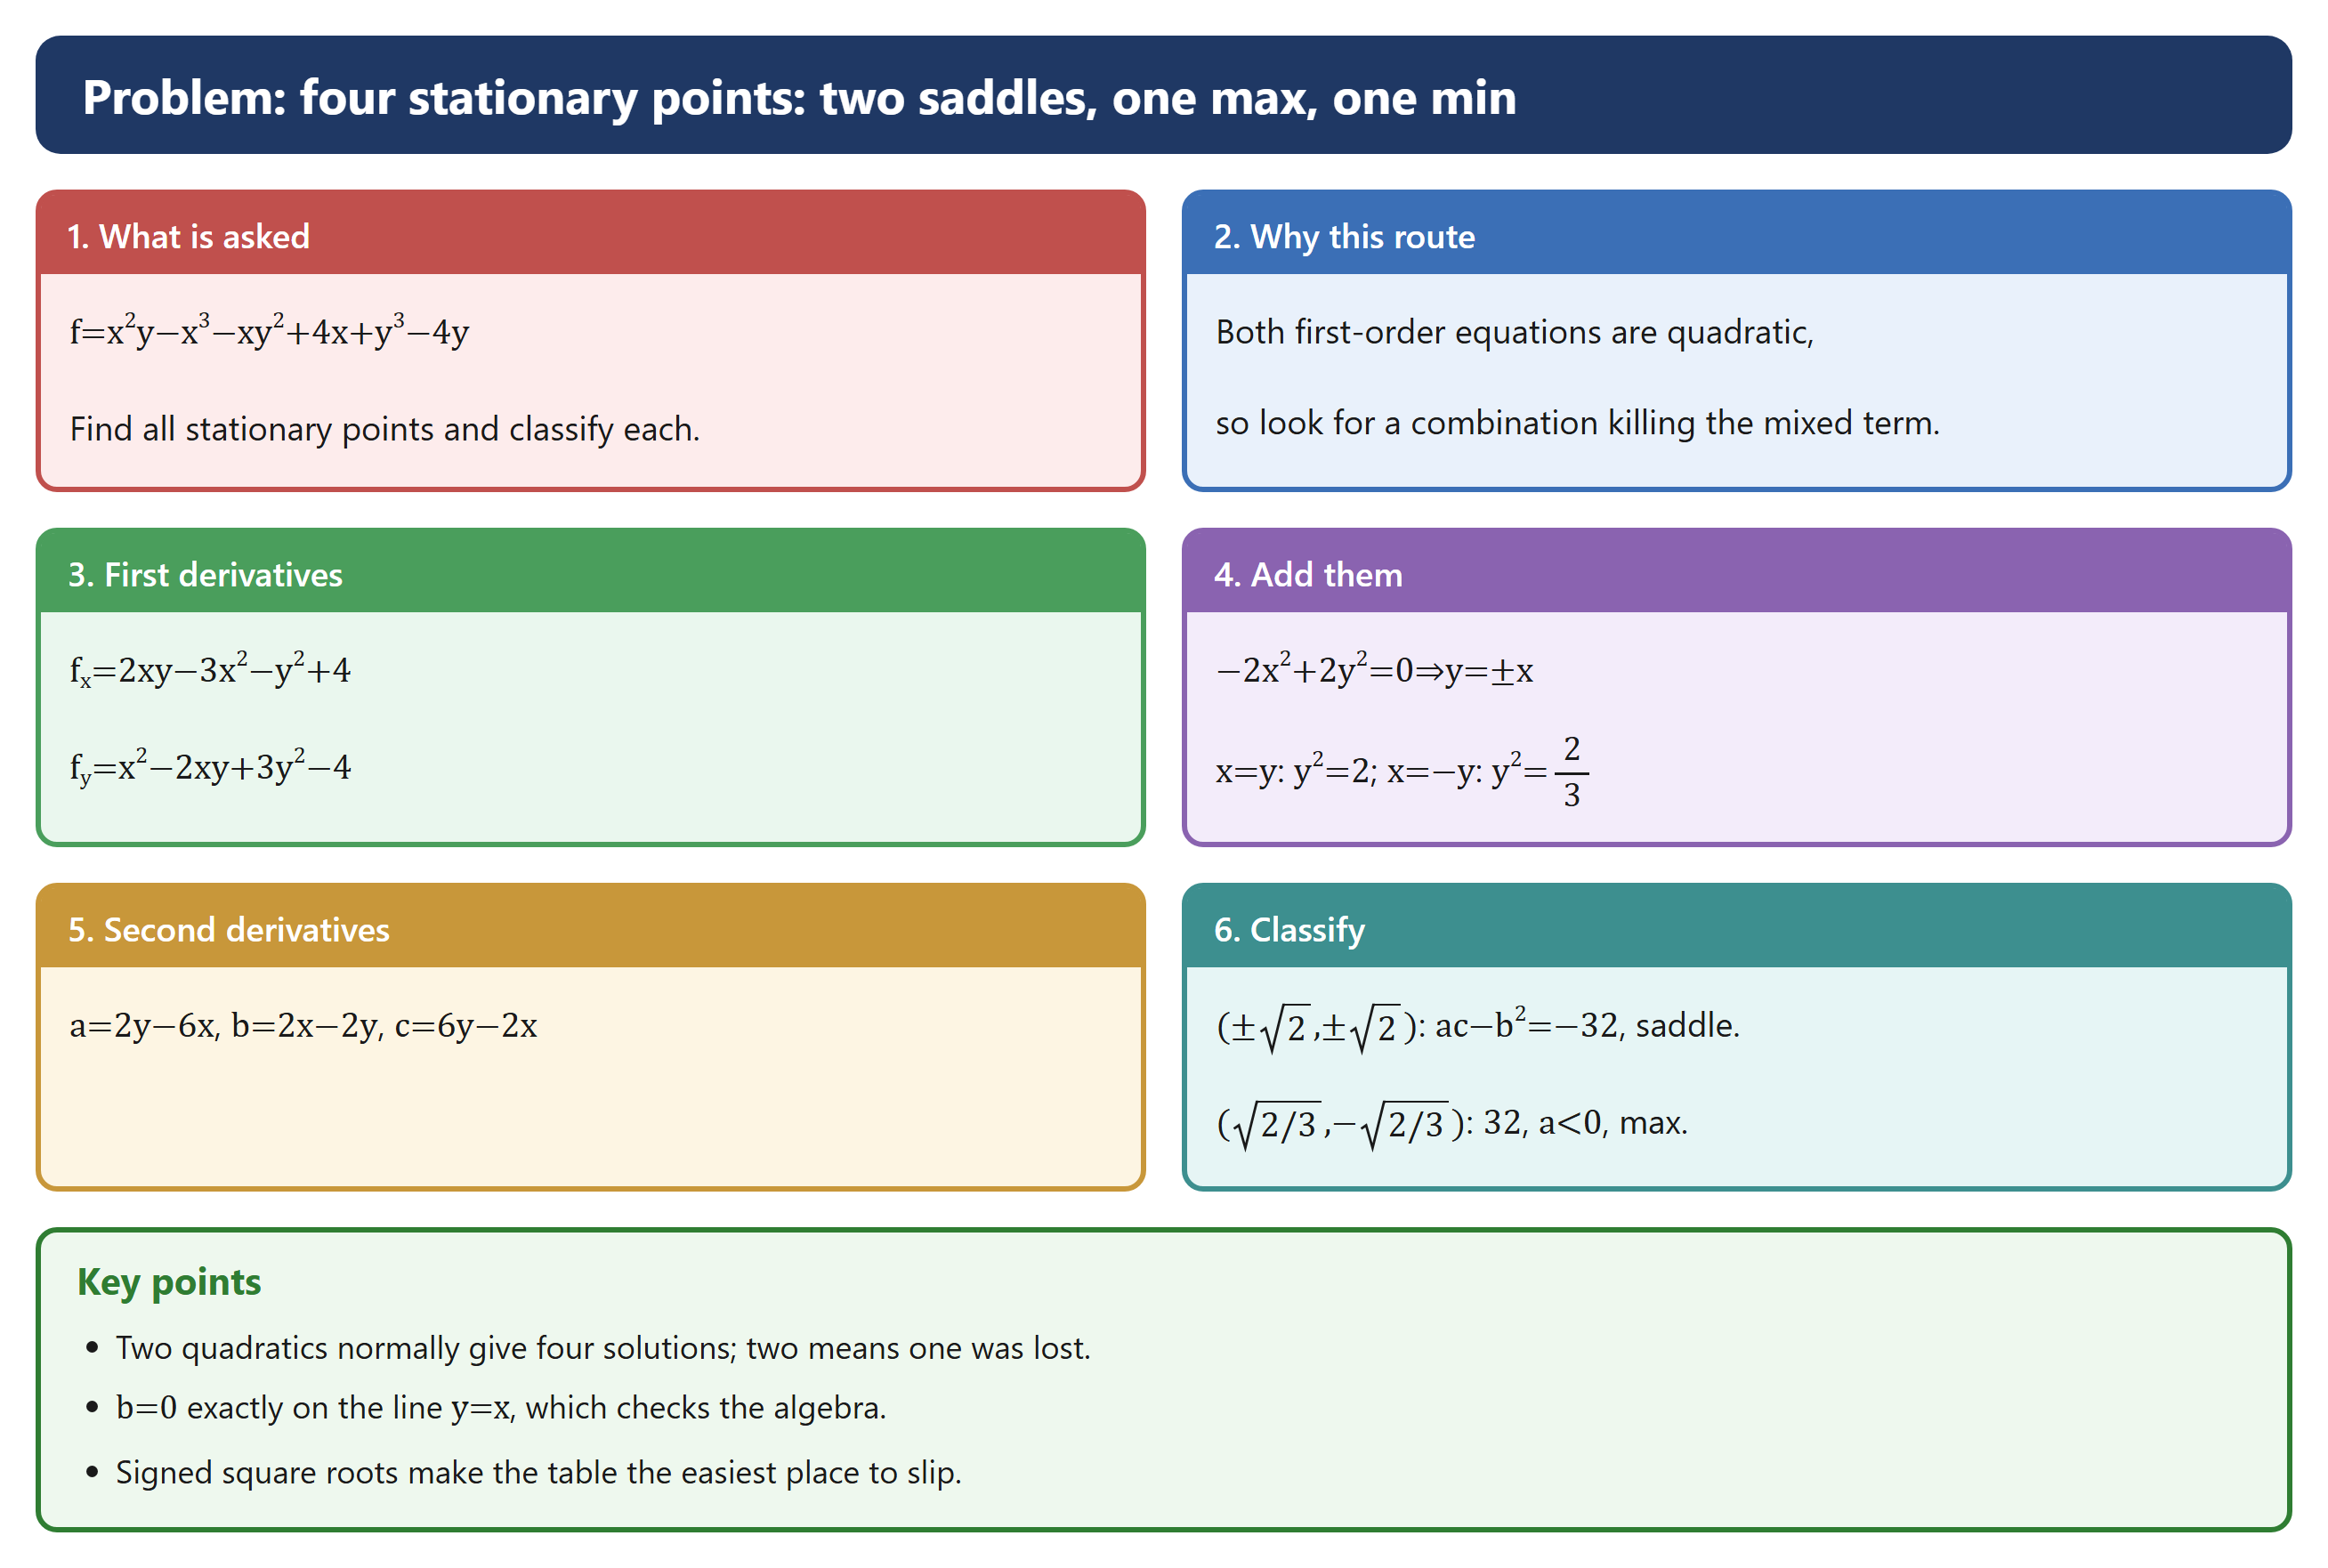 Problem: four stationary points: two saddles, one max, one min
1. What is asked
f=x²y−x³−xy²+4x+y³−4y
Find all stationary points and classify each.
2. Why this route
Both first-order equations are quadratic,
so look for a combination killing the mixed term.
3. First derivatives
fₓ=2xy−3x²−y²+4
f_y=x²−2xy+3y²−4
4. Add them
−2x²+2y²=0⇒y=±x
x=y: y²=2; x=−y: y²=2/3
5. Second derivatives
a=2y−6x, b=2x−2y, c=6y−2x
6. Classify
(±√2,±√2): ac−b²=−32, saddle.
(√2/3,−√2/3): 32, a<0, max.
Key points
• Two quadratics normally give four solutions; two means one was lost.
• b=0 exactly on the line y=x, which checks the algebra.
• Signed square roots make the table the easiest place to slip.